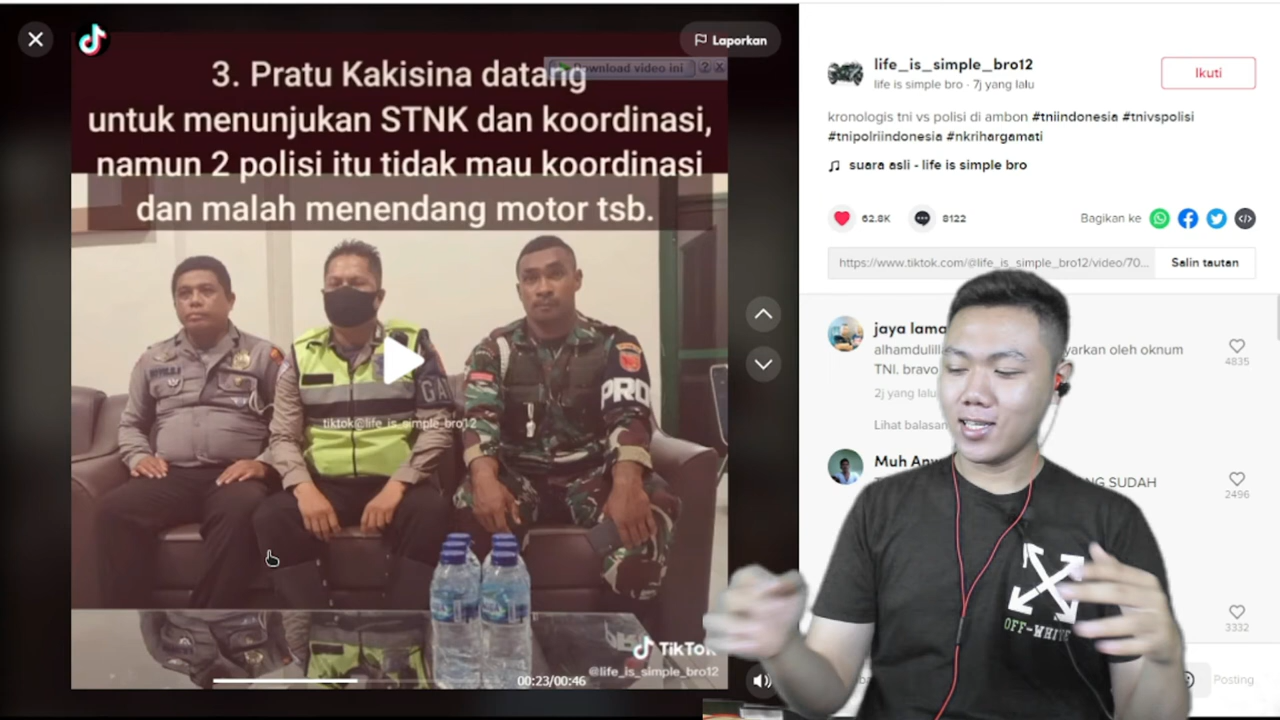 Laporkan
Download video ini
3. Pratu Kakisina datang
untuk menunjukan STNK dan koordinasi,
namun 2 polisi itu tidak mau koordinasi
dan malah menendang motor tsb.
PRO
tiktok@life_is_simple_bro12
TikTok
@life_is_simple_bro12
00:23/00:46
life_is_simple_bro12
life is simple bro · 7j yang lalu
Ikuti
kronologis tni vs polisi di ambon #tniindonesia #tnivspolisi
#tnipolriindonesia #nkrihargamati
suara asli - life is simple bro
62.8K
8122
Bagikan ke
https://www.tiktok.com/@life_is_simple_bro12/video/70...
Salin tautan
jaya
oleh oknum
TNI. bravo
4835
2j yang lalu
Lihat balasan
Muh
SUDAH
2496
3332
OFF-WHITE
Posting